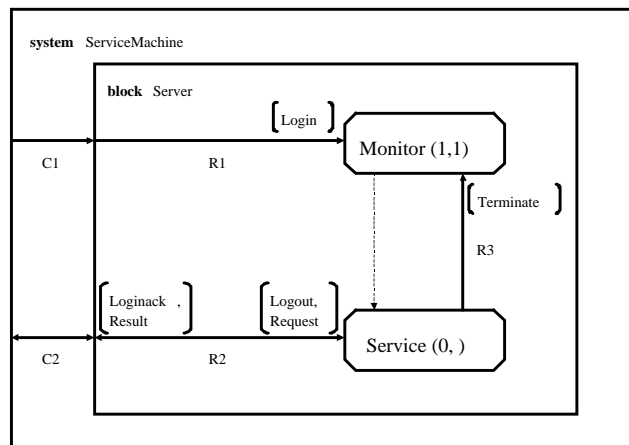 system ServiceMachine
block Server
Login
Monitor (1,1)
C1
R1
Terminate
R3
Loginack ,
Result
Logout,
Request
Service (0, )
C2
R2